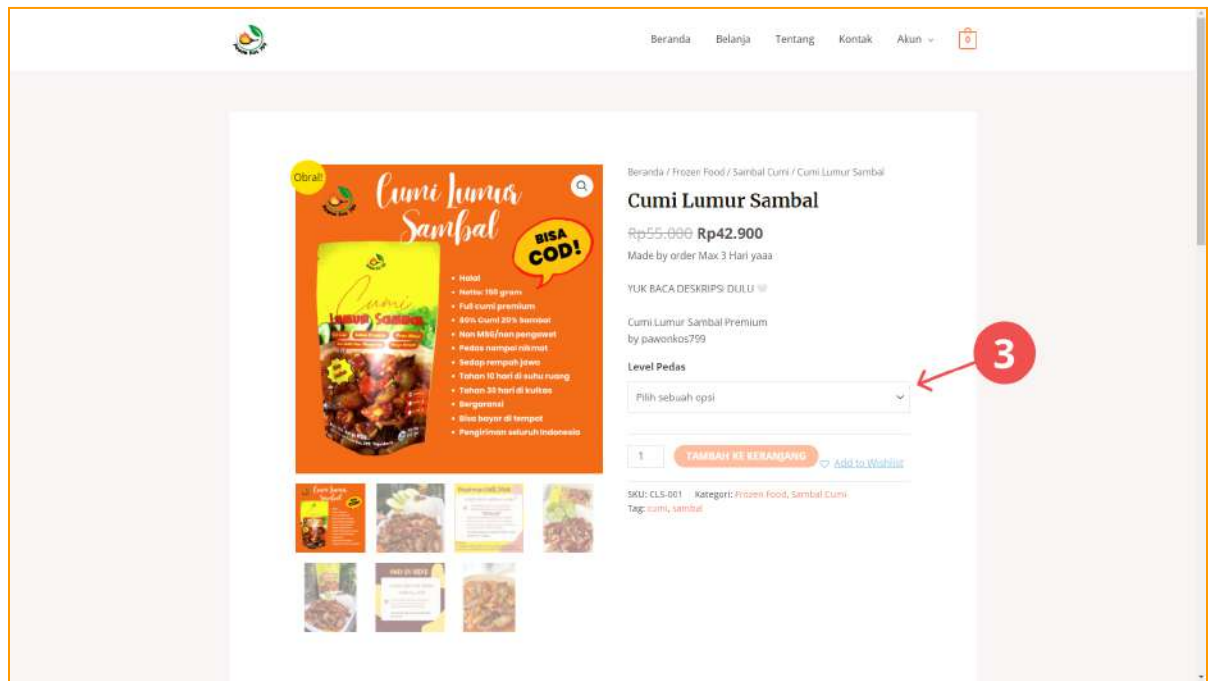 Beranda Belanja Tentang Kontak Akun 0
Obral!
Cumi Lumur
Sambal
BISA
COD!
Cumi
Lumur Sambal
• Halal
• Netto: 150 gram
• Full cumi premium
• 80% Cumi 20% Sambal
• Non MSG/non pengawet
• Pedas nampol nikmat
• Sedap rempah jawa
• Tahan 10 hari di suhu ruang
• Tahan 30 hari di kulkas
• Bergaransi
• Bisa bayar di tempat
• Pengiriman seluruh Indonesia
Beranda / Frozen Food / Sambal Cumi / Cumi Lumur Sambal
Cumi Lumur Sambal
Rp55.000 Rp42.900
Made by order Max 3 Hari yaaa
YUK BACA DESKRIPSI DULU 🤍
Cumi Lumur Sambal Premium
by pawonkos799
Level Pedas
Pilih sebuah opsi
3
1 TAMBAH KE KERANJANG Add to Wishlist
SKU: CLS-001 Kategori: Frozen Food, Sambal Cumi
Tag: cumi, sambal